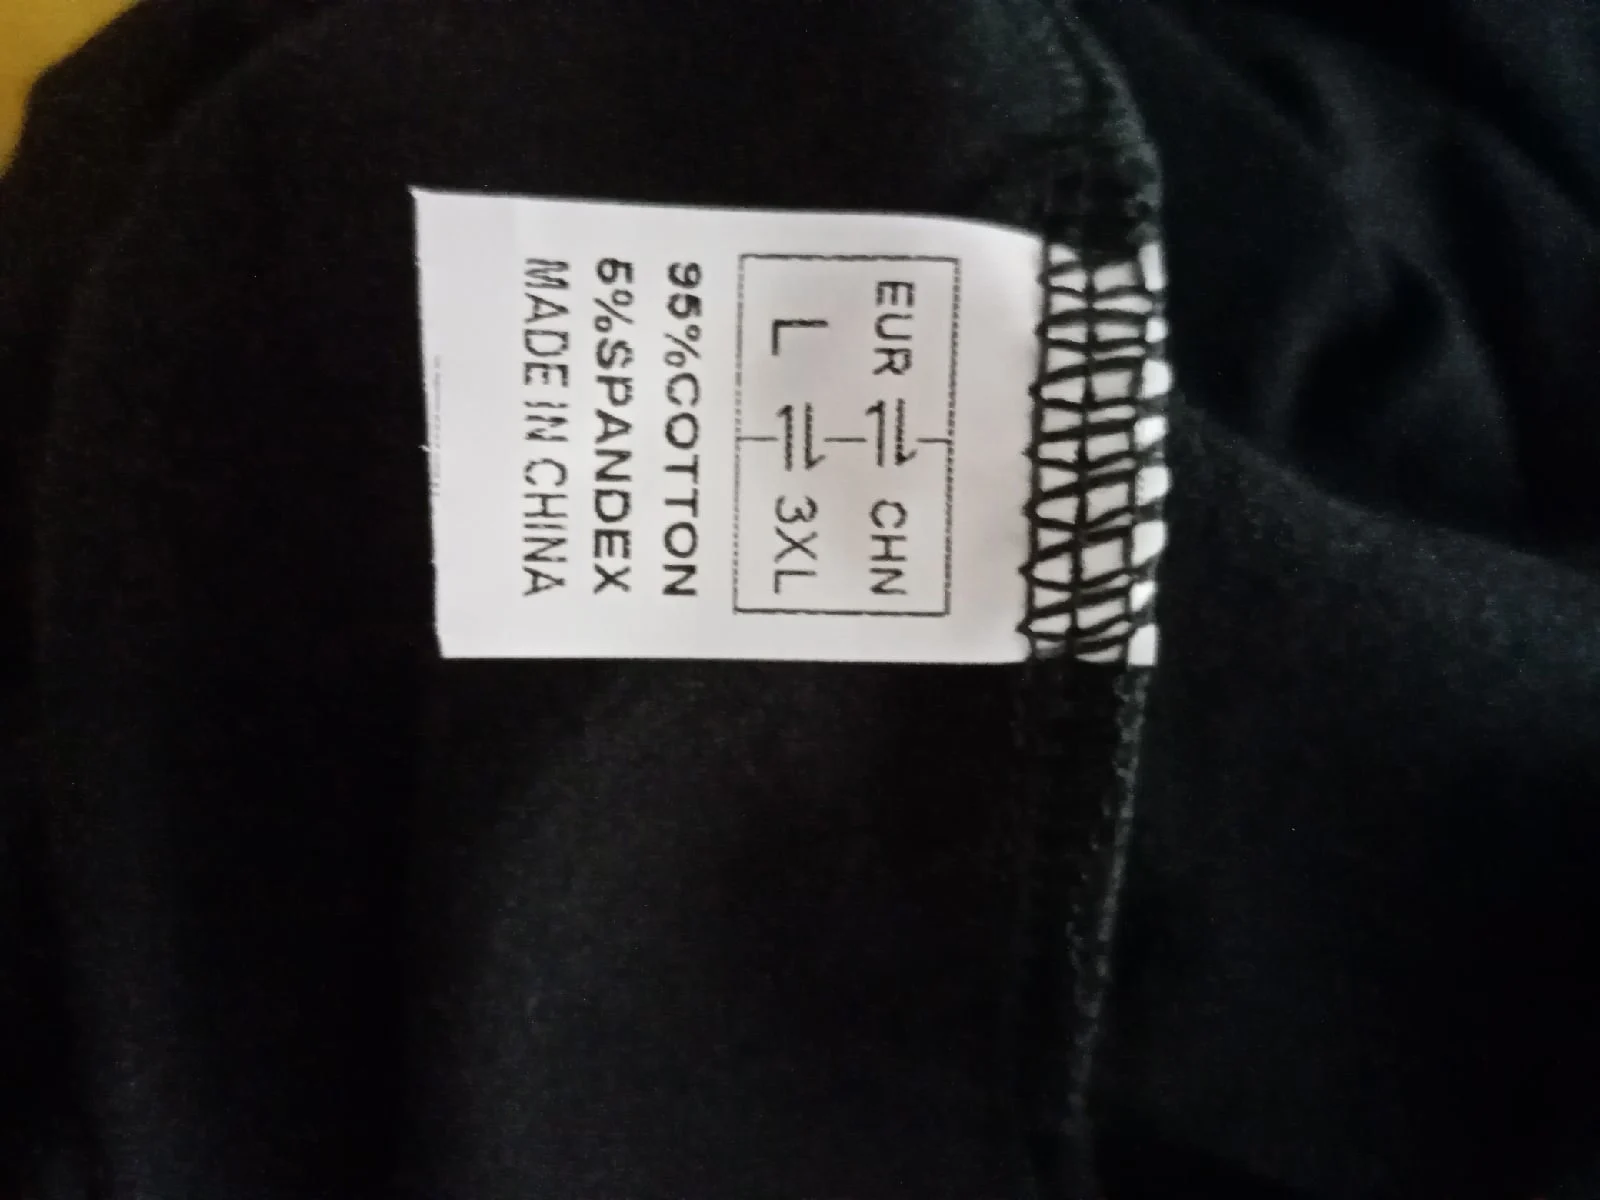 EUR ⇌ CHN
L ⇌ 3XL
95%COTTON
5%SPANDEX
MADE IN CHINA